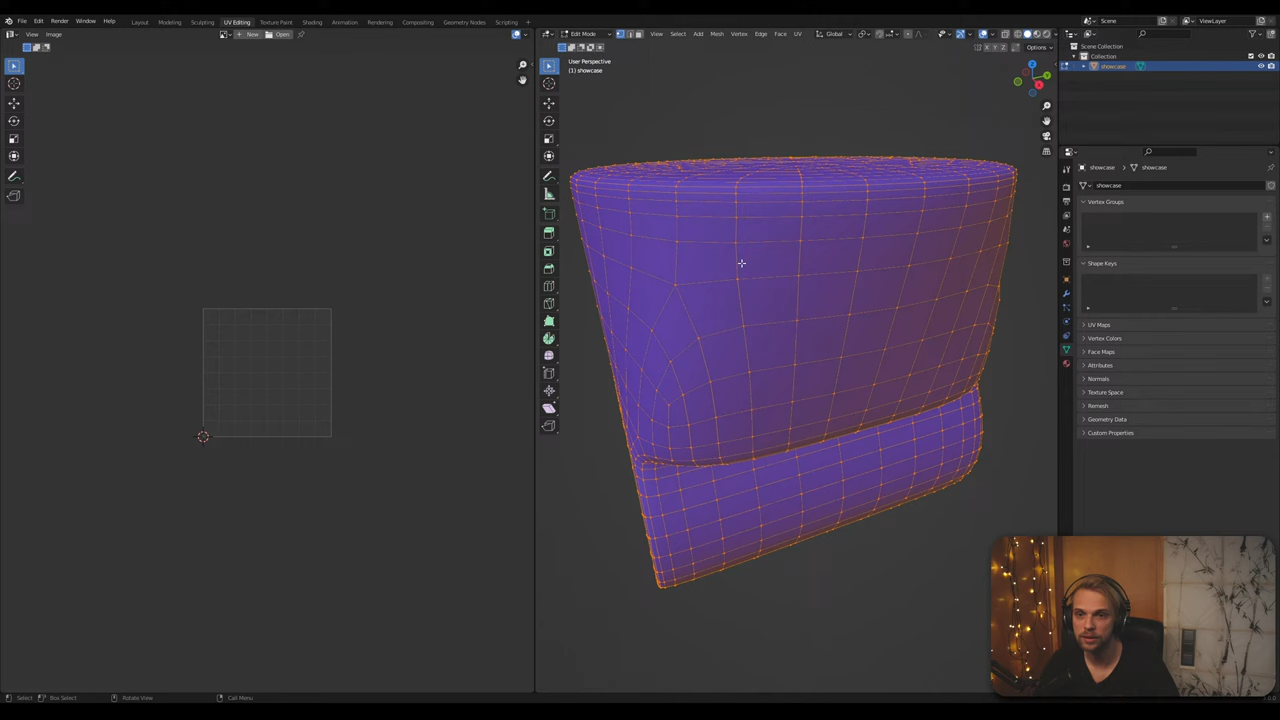 File Edit Render Window Help Layout Modeling Sculpting UV Editing Texture Paint Shading Animation Rendering Compositing Geometry Nodes Scripting Scene ViewLayer
View Image New Open Edit Mode View Select Add Mesh Vertex Edge Face UV Global
X Y Z Options Scene Collection
Collection
User Perspective
(1) showcase
showcase
showcase showcase
showcase
Vertex Groups
Shape Keys
UV Maps
Vertex Colors
Face Maps
Attributes
Normals
Texture Space
Remesh
Geometry Data
Custom Properties
Select Box Select Rotate View Call Menu